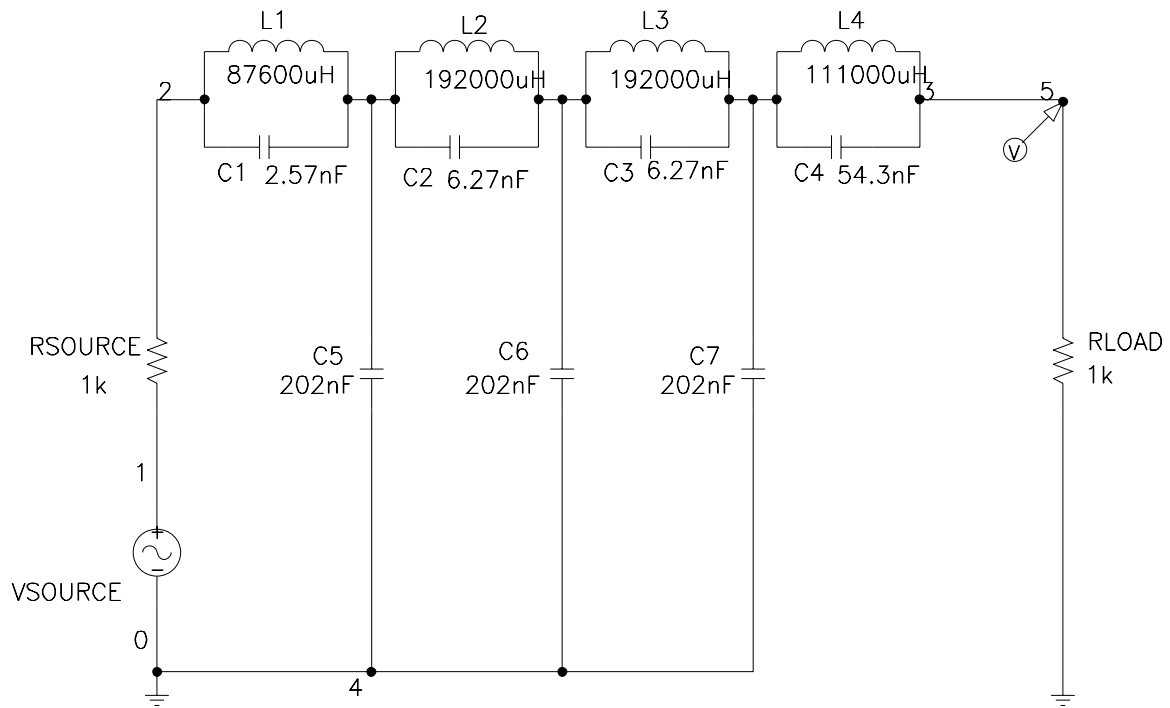 L1
L2
L3
L4
87600uH
192000uH
192000uH
111000uH
2
3
5
C1
2.57nF
C2
6.27nF
C3
6.27nF
C4
54.3nF
V
RSOURCE
1k
C5
202nF
C6
202nF
C7
202nF
RLOAD
1k
1
+
−
VSOURCE
0
4